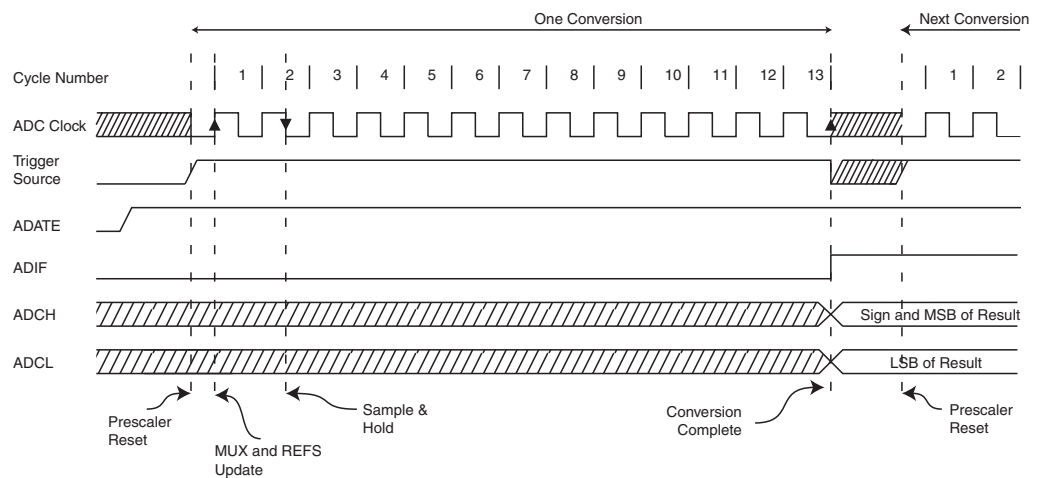 One Conversion
Next Conversion
Cycle Number
1 2 3 4 5 6 7 8 9 10 11 12 13 1 2
ADC Clock
Trigger
Source
ADATE
ADIF
ADCH
Sign and MSB of Result
ADCL
LSB of Result
Prescaler
Reset
MUX and REFS
Update
Sample &
Hold
Conversion
Complete
Prescaler
Reset